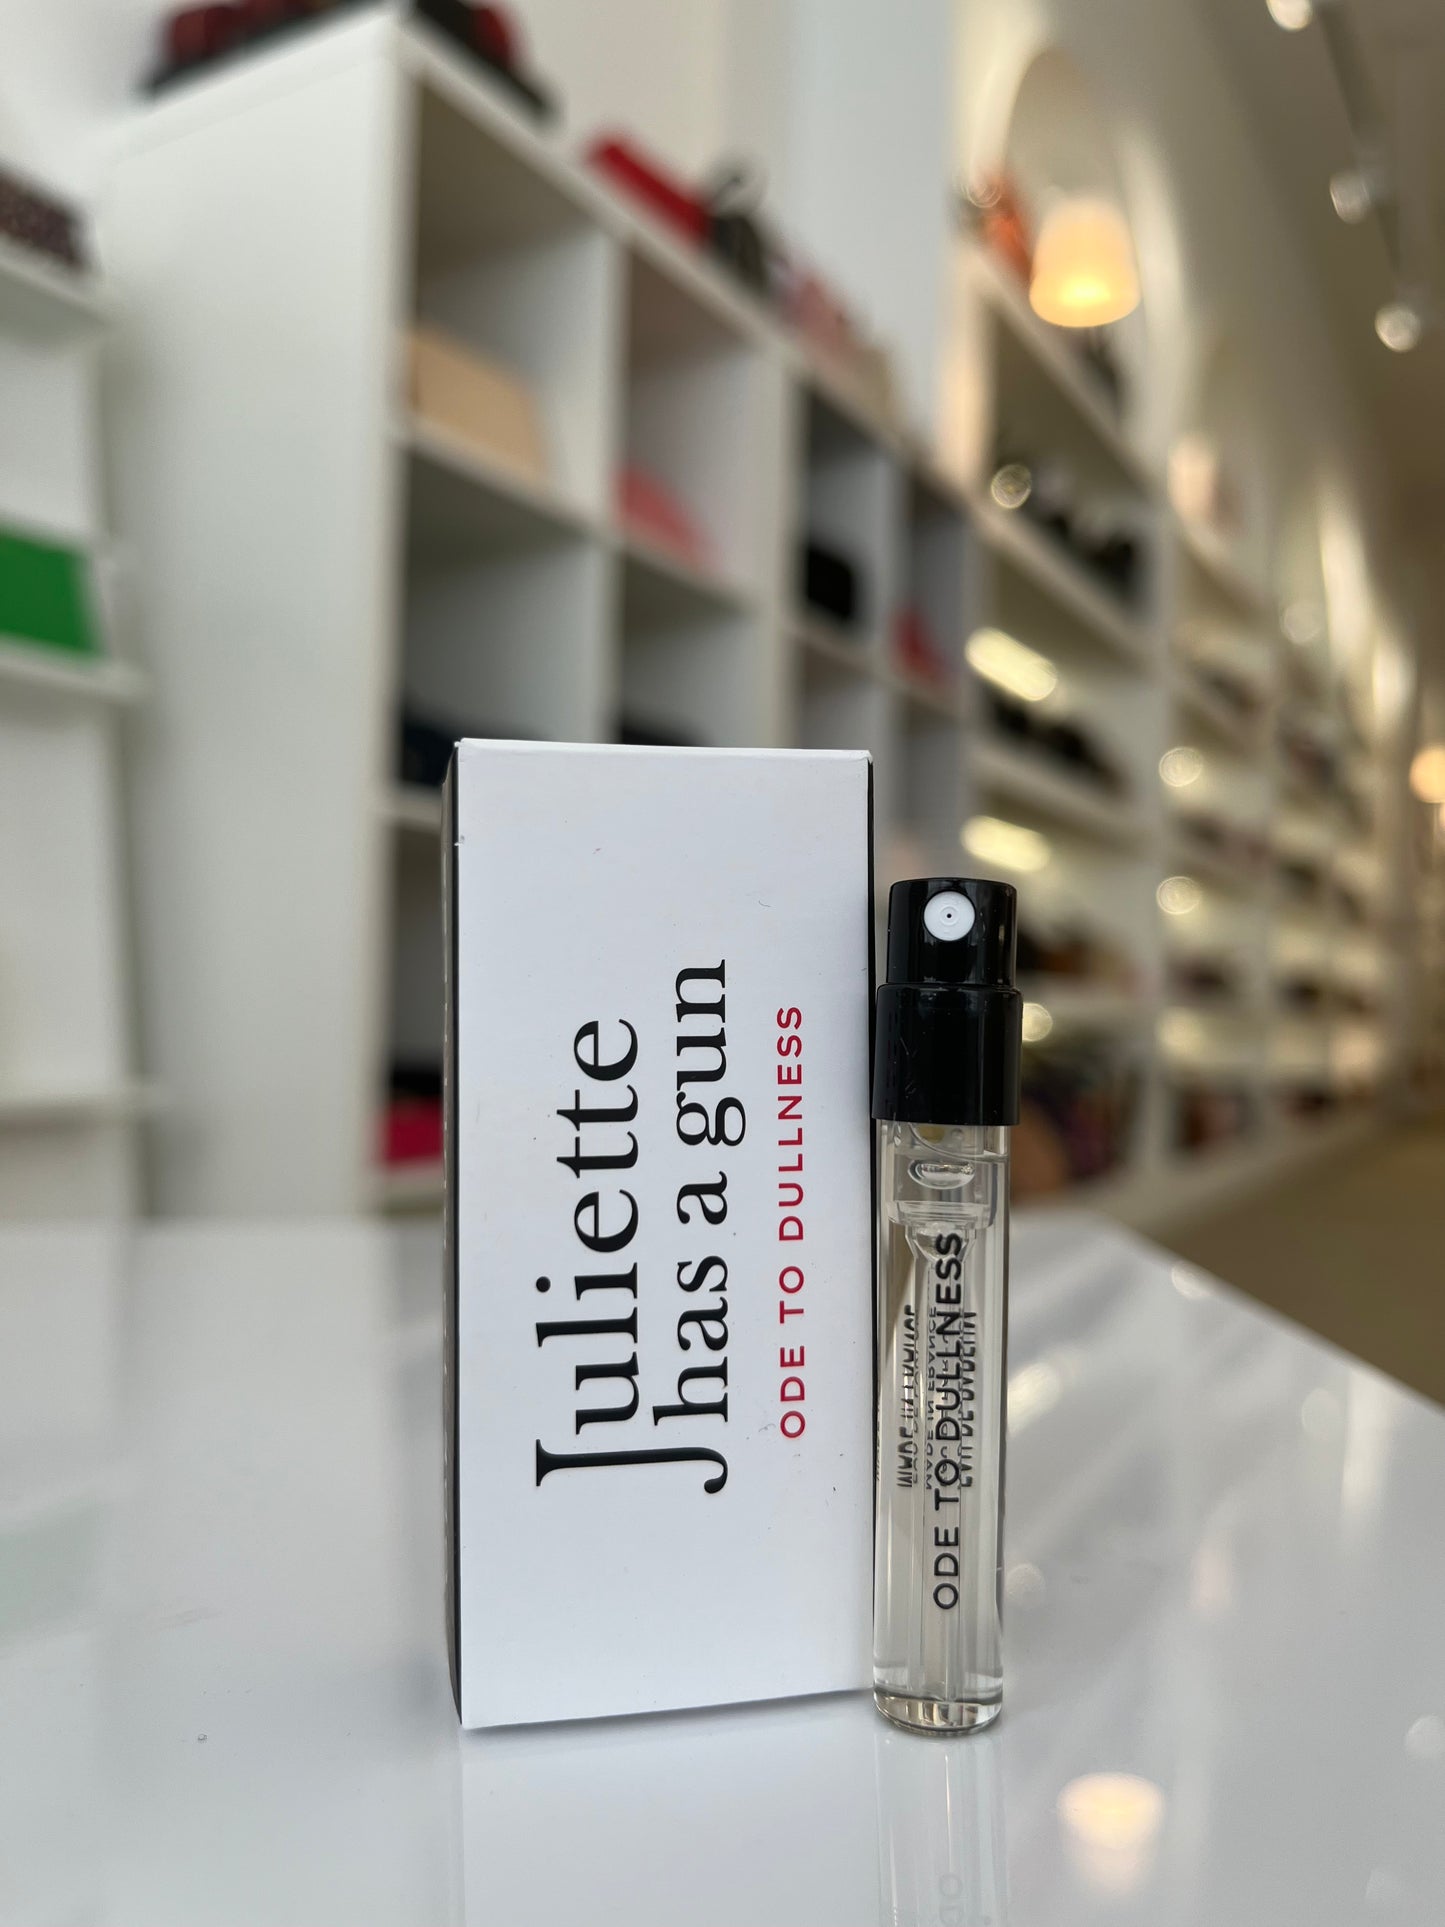 Juliette
has a gun
ODE TO DULLNESS
ODE TO DULLNESS